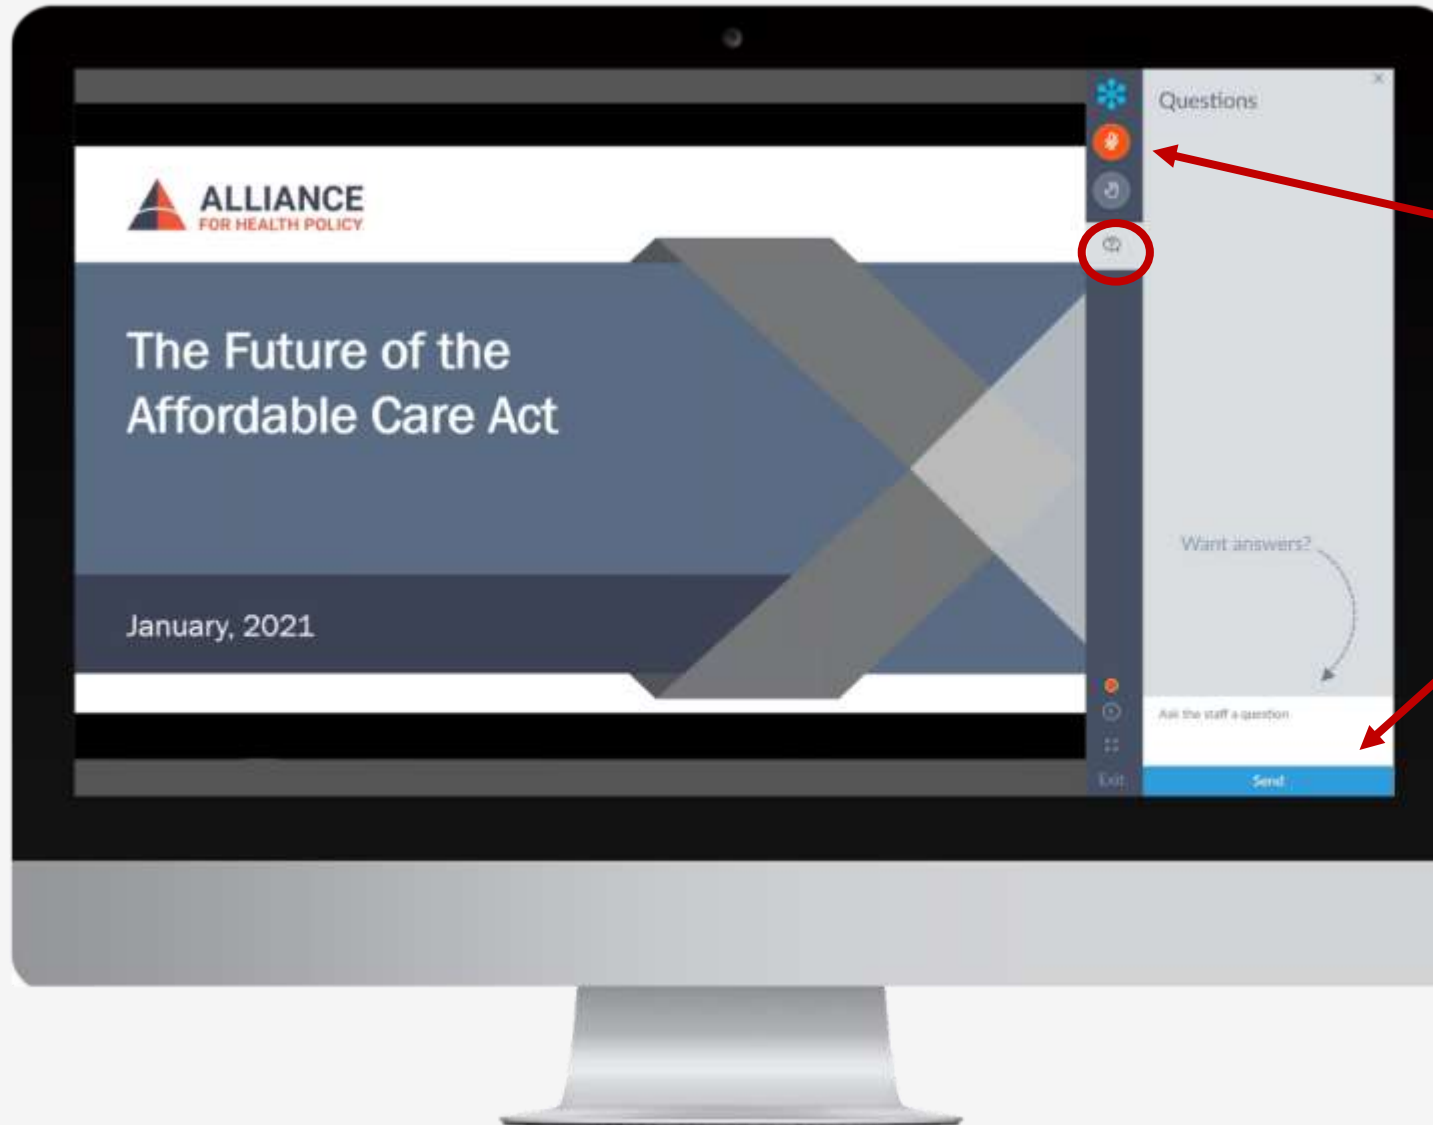 ALLIANCE
FOR HEALTH POLICY
The Future of the
Affordable Care Act
January, 2021
Questions
Want answers?
Ask the staff a question
Send
Exit